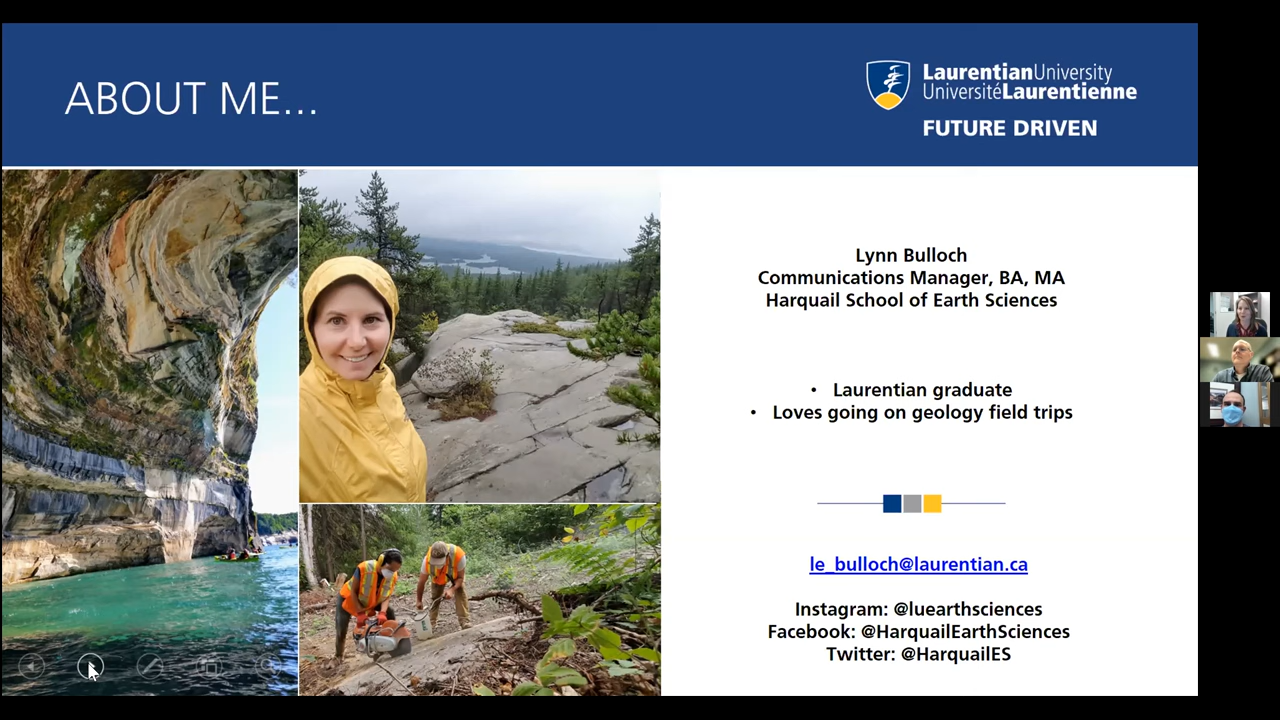 ABOUT ME...
LaurentianUniversity
UniversitéLaurentienne
FUTURE DRIVEN
Lynn Bulloch
Communications Manager, BA, MA
Harquail School of Earth Sciences
• Laurentian graduate
• Loves going on geology field trips
le_bulloch@laurentian.ca
Instagram: @luearthsciences
Facebook: @HarquailEarthSciences
Twitter: @HarquailES